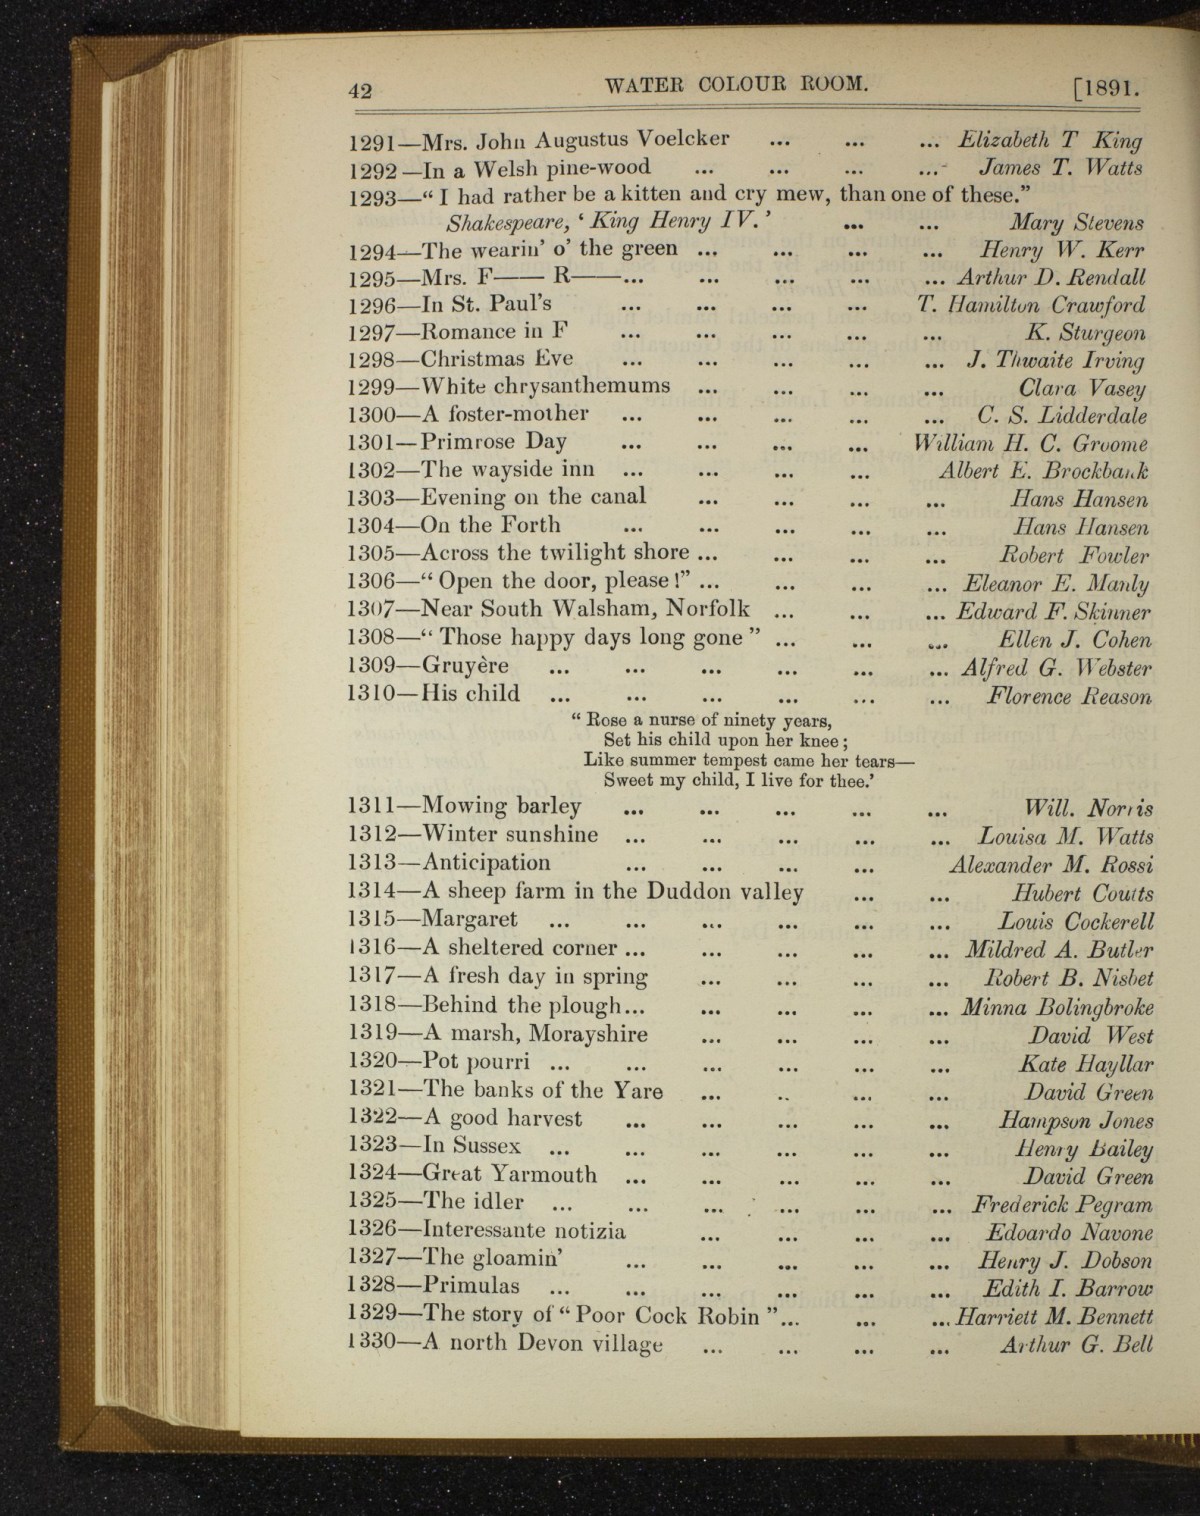 42 WATER COLOUR ROOM. [1891.
1291—Mrs. John Augustus Voelcker ... ... ... Elizabeth T King
1292—In a Welsh pine-wood ... ... ... ... James T. Watts
1293—“ I had rather be a kitten and cry mew, than one of these.”
Shakespeare, ‘ King Henry IV. ’ ... ... Mary Stevens
1294—The wearin’ o’ the green ... ... ... ... Henry W. Kerr
1295—Mrs. F—— R——... ... ... ... ... Arthur D. Rendall
1296—In St. Paul’s ... ... ... ... T. Hamilton Crawford
1297—Romance in F ... ... ... ... ... K. Sturgeon
1298—Christmas Eve ... ... ... ... ... J. Thwaite Irving
1299—White chrysanthemums ... ... ... ... Clara Vasey
1300—A foster-mother ... ... ... ... ... C. S. Lidderdale
1301—Primrose Day ... ... ... ... William H. C. Groome
1302—The wayside inn ... ... ... ... Albert E. Brockbank
1303—Evening on the canal ... ... ... ... Hans Hansen
1304—On the Forth ... ... ... ... ... Hans Hansen
1305—Across the twilight shore ... ... ... ... Robert Fowler
1306—“ Open the door, please !” ... ... ... ... Eleanor E. Manly
1307—Near South Walsham, Norfolk ... ... ... Edward F. Skinner
1308—“ Those happy days long gone ” ... ... ... Ellen J. Cohen
1309—Gruyère ... ... ... ... ... ... Alfred G. Webster
1310—His child ... ... ... ... ... ... Florence Reason
“ Rose a nurse of ninety years,
Set his child upon her knee ;
Like summer tempest came her tears—
Sweet my child, I live for thee.’
1311—Mowing barley ... ... ... ... ... Will. Norris
1312—Winter sunshine ... ... ... ... ... Louisa M. Watts
1313—Anticipation ... ... ... ... Alexander M. Rossi
1314—A sheep farm in the Duddon valley ... ... Hubert Coutts
1315—Margaret ... ... ... ... ... ... Louis Cockerell
1316—A sheltered corner ... ... ... ... ... Mildred A. Butler
1317—A fresh day in spring ... ... ... ... Robert B. Nisbet
1318—Behind the plough... ... ... ... ... Minna Bolingbroke
1319—A marsh, Morayshire ... ... ... ... David West
1320—Pot pourri ... ... ... ... ... ... Kate Hayllar
1321—The banks of the Yare ... .. ... ... David Green
1322—A good harvest ... ... ... ... ... Hampson Jones
1323—In Sussex ... ... ... ... ... ... Henry Bailey
1324—Great Yarmouth ... ... ... ... ... David Green
1325—The idler ... ... ... ... ... ... Frederick Pegram
1326—Interessante notizia ... ... ... ... Edoardo Navone
1327—The gloamin’ ... ... ... ... ... Henry J. Dobson
1328—Primulas ... ... ... ... ... ... Edith I. Barrow
1329—The story of “ Poor Cock Robin ”... ... ... Harriett M. Bennett
1330—A north Devon village ... ... ... ... Arthur G. Bell